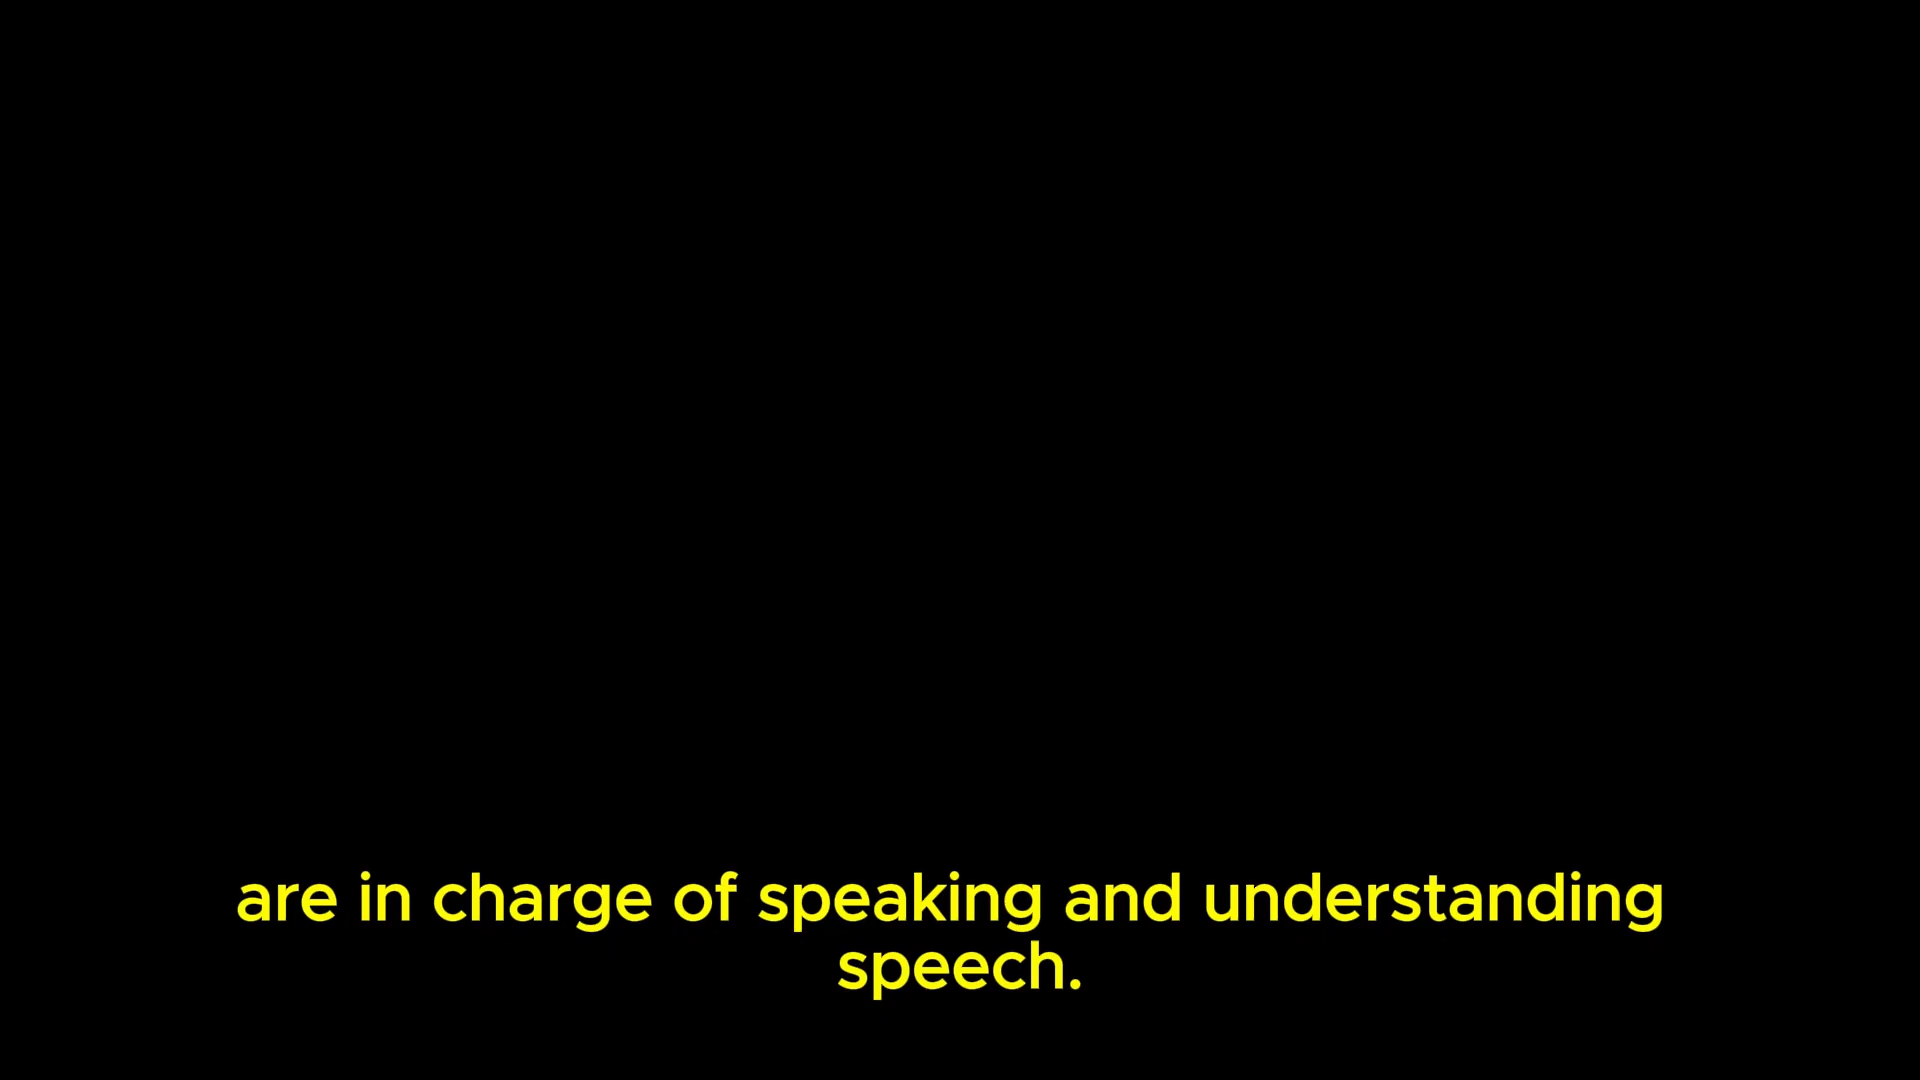 are in charge of speaking and understanding
speech.